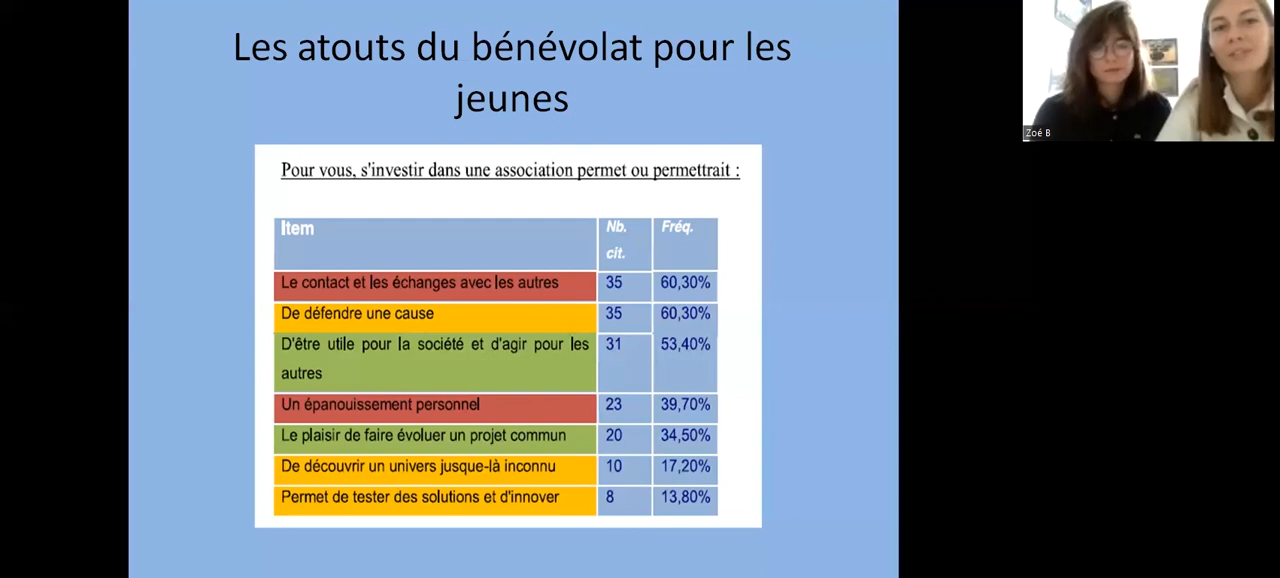 Les atouts du bénévolat pour les
jeunes
Pour vous, s'investir dans une association permet ou permettrait :
Item Nb. Fréq.
cit.
Le contact et les échanges avec les autres 35 60,30%
De défendre une cause 35 60,30%
D'être utile pour la société et d'agir pour les 31 53,40%
autres
Un épanouissement personnel 23 39,70%
Le plaisir de faire évoluer un projet commun 20 34,50%
De découvrir un univers jusque-là inconnu 10 17,20%
Permet de tester des solutions et d'innover 8 13,80%
Zoé B